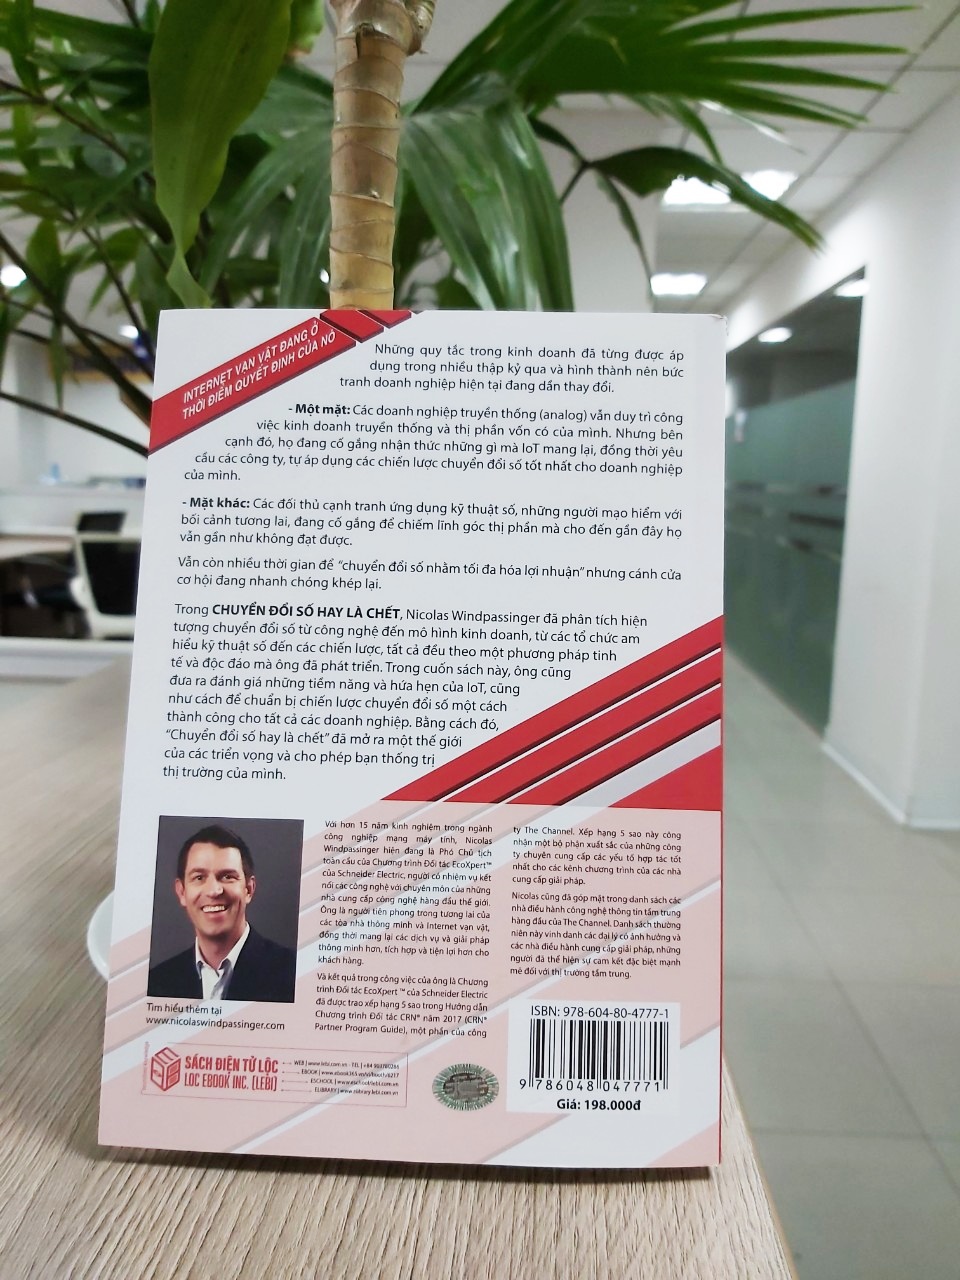 INTERNET VẠN VẬT ĐANG Ở
THỜI ĐIỂM QUYẾT ĐỊNH CỦA NÓ
Những quy tắc trong kinh doanh đã từng được áp
dụng trong nhiều thập kỷ qua và hình thành nên bức
tranh doanh nghiệp hiện tại đang dần thay đổi.
- Một mặt: Các doanh nghiệp truyền thống (analog) vẫn duy trì công
việc kinh doanh truyền thống và thị phần vốn có của mình. Nhưng bên
cạnh đó, họ đang cố gắng nhận thức những gì mà IoT mang lại, đồng thời yêu
cầu các công ty, tự áp dụng các chiến lược chuyển đổi số tốt nhất cho doanh nghiệp
của mình.
- Mặt khác: Các đối thủ cạnh tranh ứng dụng kỹ thuật số, những người mạo hiểm với
bối cảnh tương lai, đang cố gắng để chiếm lĩnh góc thị phần mà cho đến gần đây họ
vẫn gần như không đạt được.
Vẫn còn nhiều thời gian để "chuyển đổi số nhằm tối đa hóa lợi nhuận" nhưng cánh cửa
cơ hội đang nhanh chóng khép lại.
Trong CHUYỂN ĐỔI SỐ HAY LÀ CHẾT, Nicolas Windpassinger đã phân tích hiện
tượng chuyển đổi số từ công nghệ đến mô hình kinh doanh, từ các tổ chức am
hiểu kỹ thuật số đến các chiến lược, tất cả đều theo một phương pháp tinh
tế và độc đáo mà ông đã phát triển. Trong cuốn sách này, ông cũng
đưa ra đánh giá những tiềm năng và hứa hẹn của IoT, cũng
như cách để chuẩn bị chiến lược chuyển đổi số một cách
thành công cho tất cả các doanh nghiệp. Bằng cách đó,
"Chuyển đổi số hay là chết" đã mở ra một thế giới
của các triển vọng và cho phép bạn thống trị
thị trường của mình.
Với hơn 15 năm kinh nghiệm trong ngành
công nghiệp mạng máy tính, Nicolas
Windpassinger hiện đang là Phó Chủ tịch
toàn cầu của Chương trình Đối tác EcoXpert™
của Schneider Electric, người có nhiệm vụ kết
nối các công nghệ với chuyên môn của những
nhà cung cấp công nghệ hàng đầu thế giới.
Ông là người tiên phong trong tương lai của
các tòa nhà thông minh và Internet vạn vật,
đồng thời mang lại các dịch vụ và giải pháp
thông minh hơn, tích hợp và tiện lợi hơn cho
khách hàng.
Và kết quả trong công việc của ông là Chương
trình Đối tác EcoXpert ™ của Schneider Electric
đã được trao xếp hạng 5 sao trong Hướng dẫn
Chương trình Đối tác CRN® năm 2017 (CRN®
Partner Program Guide), một phần của công
ty The Channel. Xếp hạng 5 sao này công
nhận một bộ phận xuất sắc của những công
ty chuyên cung cấp các yếu tố hợp tác tốt
nhất cho các kênh chương trình của các nhà
cung cấp giải pháp.
Nicolas cũng đã góp mặt trong danh sách các
nhà điều hành công nghệ thông tin tầm trung
hàng đầu của The Channel. Danh sách thường
niên này vinh danh các đại lý có ảnh hưởng và
các nhà điều hành cung cấp giải pháp, những
người đã thể hiện sự cam kết đặc biệt mạnh
mẽ đối với thị trường tầm trung.
Tìm hiểu thêm tại
www.nicolaswindpassinger.com
SÁCH ĐIỆN TỬ LỘC
LOC EBOOK INC. [LEBI]
WEB | www.lebi.com.vn - TEL |
EBOOK |
ESCHOOL | www.eschool.lebi.com.vn
ELIBRARY | www.elibrary.lebi.com.vn
ISBN: 978-604-80-4777-1
9 786048 047771
Giá: 198.000đ